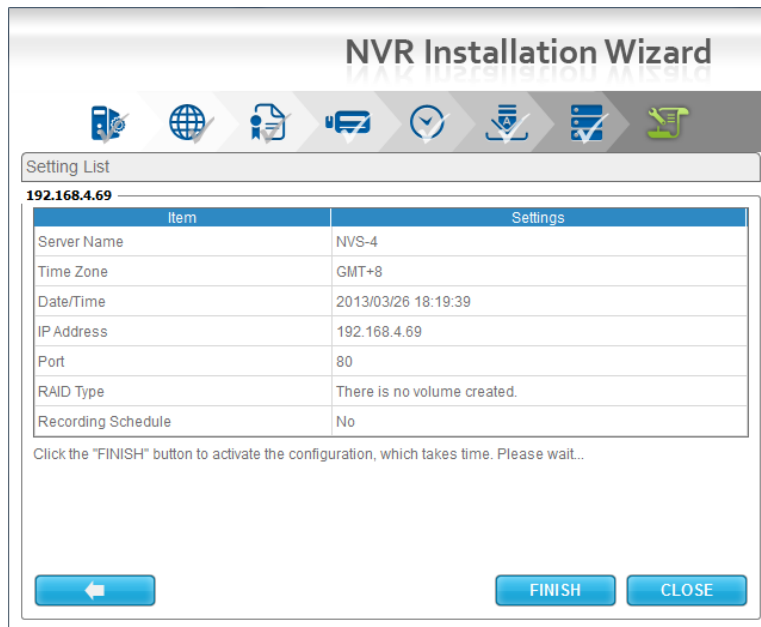 NVR Installation Wizard
Setting List
192.168.4.69
Item Settings
Server Name NVS-4
Time Zone GMT+8
Date/Time 2013/03/26 18:19:39
IP Address 192.168.4.69
Port 80
RAID Type There is no volume created.
Recording Schedule No
Click the "FINISH" button to activate the configuration, which takes time. Please wait...
FINISH CLOSE